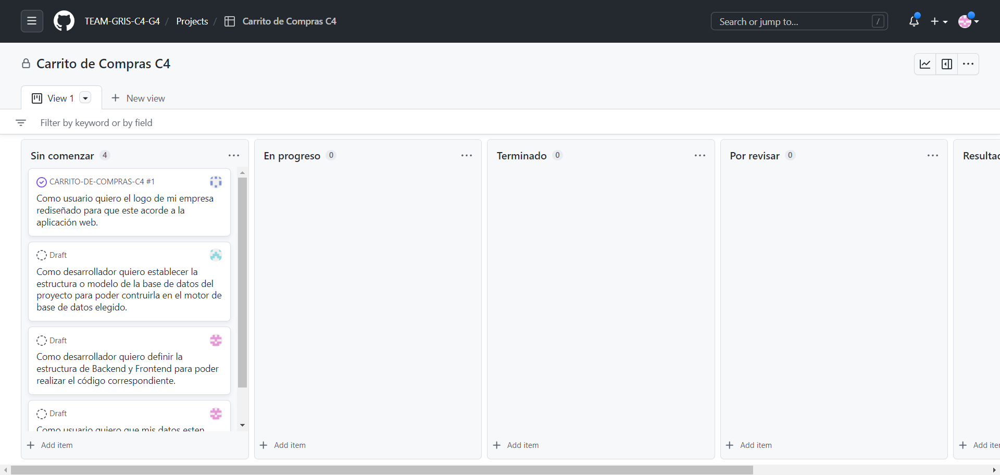 TEAM-GRIS-C4-G4 / Projects / Carrito de Compras C4
Search or jump to... /
Carrito de Compras C4
View 1
New view
Filter by keyword or by field
Sin comenzar 4
CARRITO-DE-COMPRAS-C4 #1
Como usuario quiero el logo de mi empresa
rediseñado para que este acorde a la
aplicación web.
Draft
Como desarrollador quiero establecer la
estructura o modelo de la base de datos del
proyecto para poder contruirla en el motor de
base de datos elegido.
Draft
Como desarrollador quiero definir la
estructura de Backend y Frontend para poder
realizar el código correspondiente.
Draft
Como usuario quiero que mis datos esten
Add item
En progreso 0
Add item
Terminado 0
Add item
Por revisar 0
Add item
Resultad
Add iter